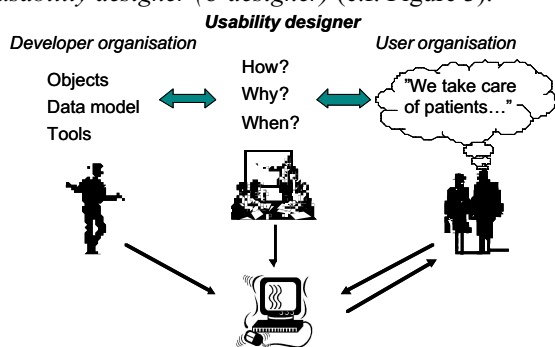 usability designer (U-designer) (c.f. Figure 3).
Usability designer
Developer organisation
User organisation
Objects
Data model
Tools
How?
Why?
When?
"We take care
of patients…"